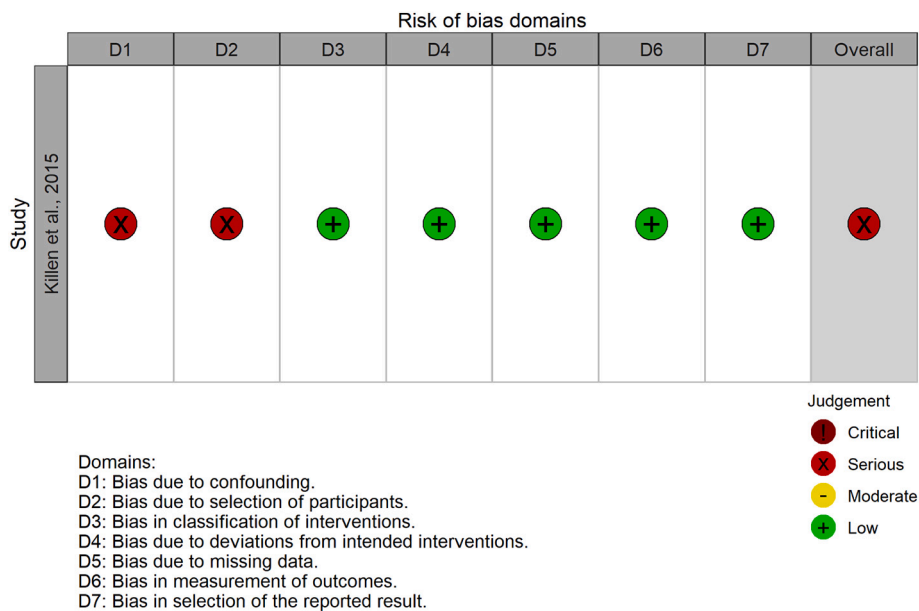 Risk of bias domains
D1 D2 D3 D4 D5 D6 D7 Overall
Study
Killen et al., 2015
X X + + + + + X
Judgement
! Critical
X Serious
- Moderate
+ Low
Domains:
D1: Bias due to confounding.
D2: Bias due to selection of participants.
D3: Bias in classification of interventions.
D4: Bias due to deviations from intended interventions.
D5: Bias due to missing data.
D6: Bias in measurement of outcomes.
D7: Bias in selection of the reported result.